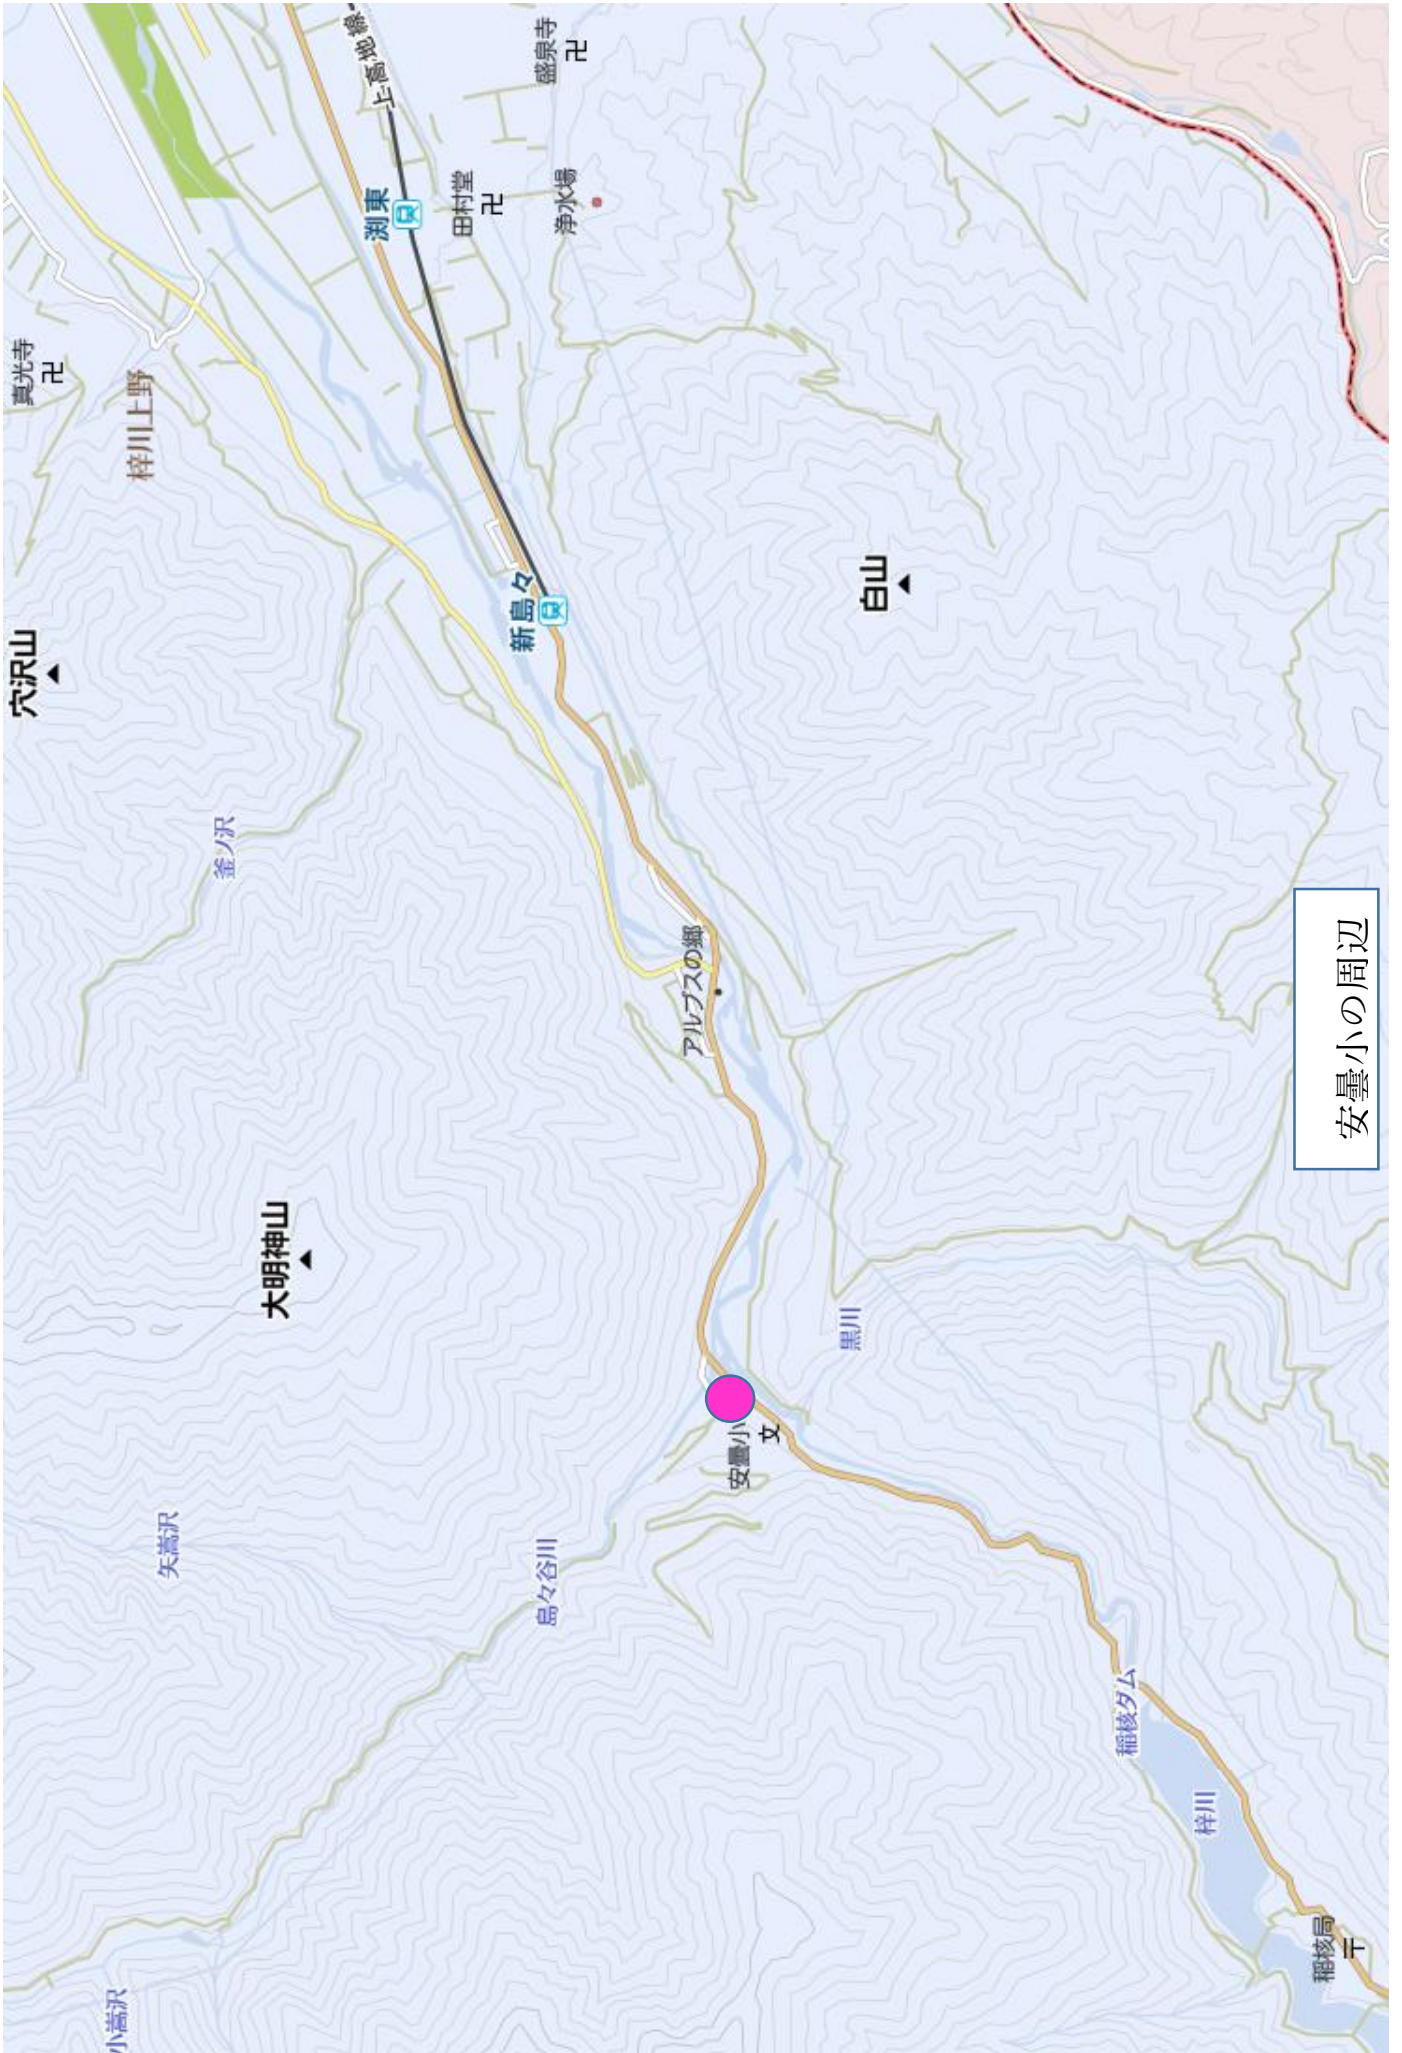 穴沢山
真光寺
小嵩沢
梓川上野
矢嵩沢
釜ノ沢
大明神山
上高地線
渕東
田村堂
新島々
島々谷川
盛泉寺
浄水場
アルプスの郷
安曇小
文
黒川
白山
稲核ダム
梓川
稲核局
安曇小の周辺